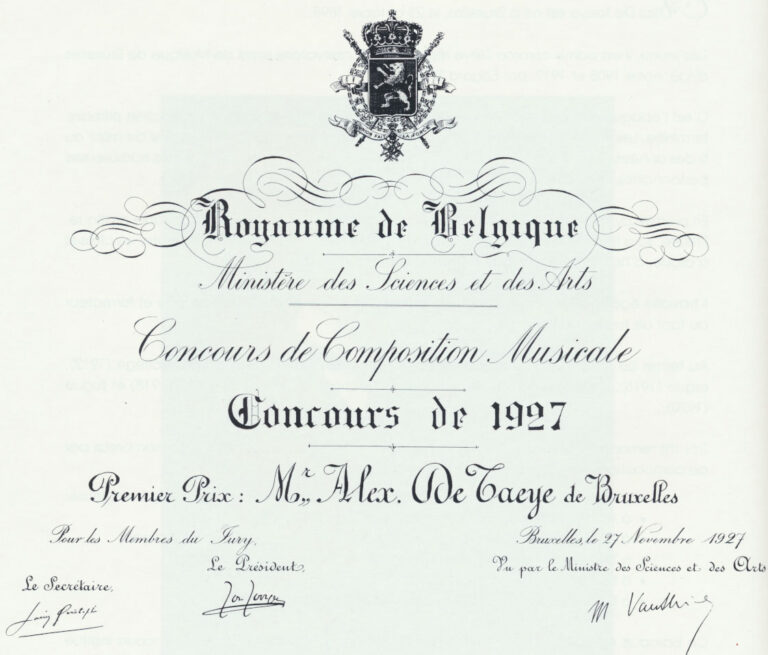 Royaume de Belgique
Ministère des Sciences et des Arts
Concours de Composition Musicale
Concours de 1927
Premier Prix : Mr. Alex. De Taeye de Bruxelles
Pour les Membres du Jury,
Bruxelles, le 27 Novembre 1927
Le Président,
Vu par le Ministre des Sciences et des Arts
Le Secrétaire,